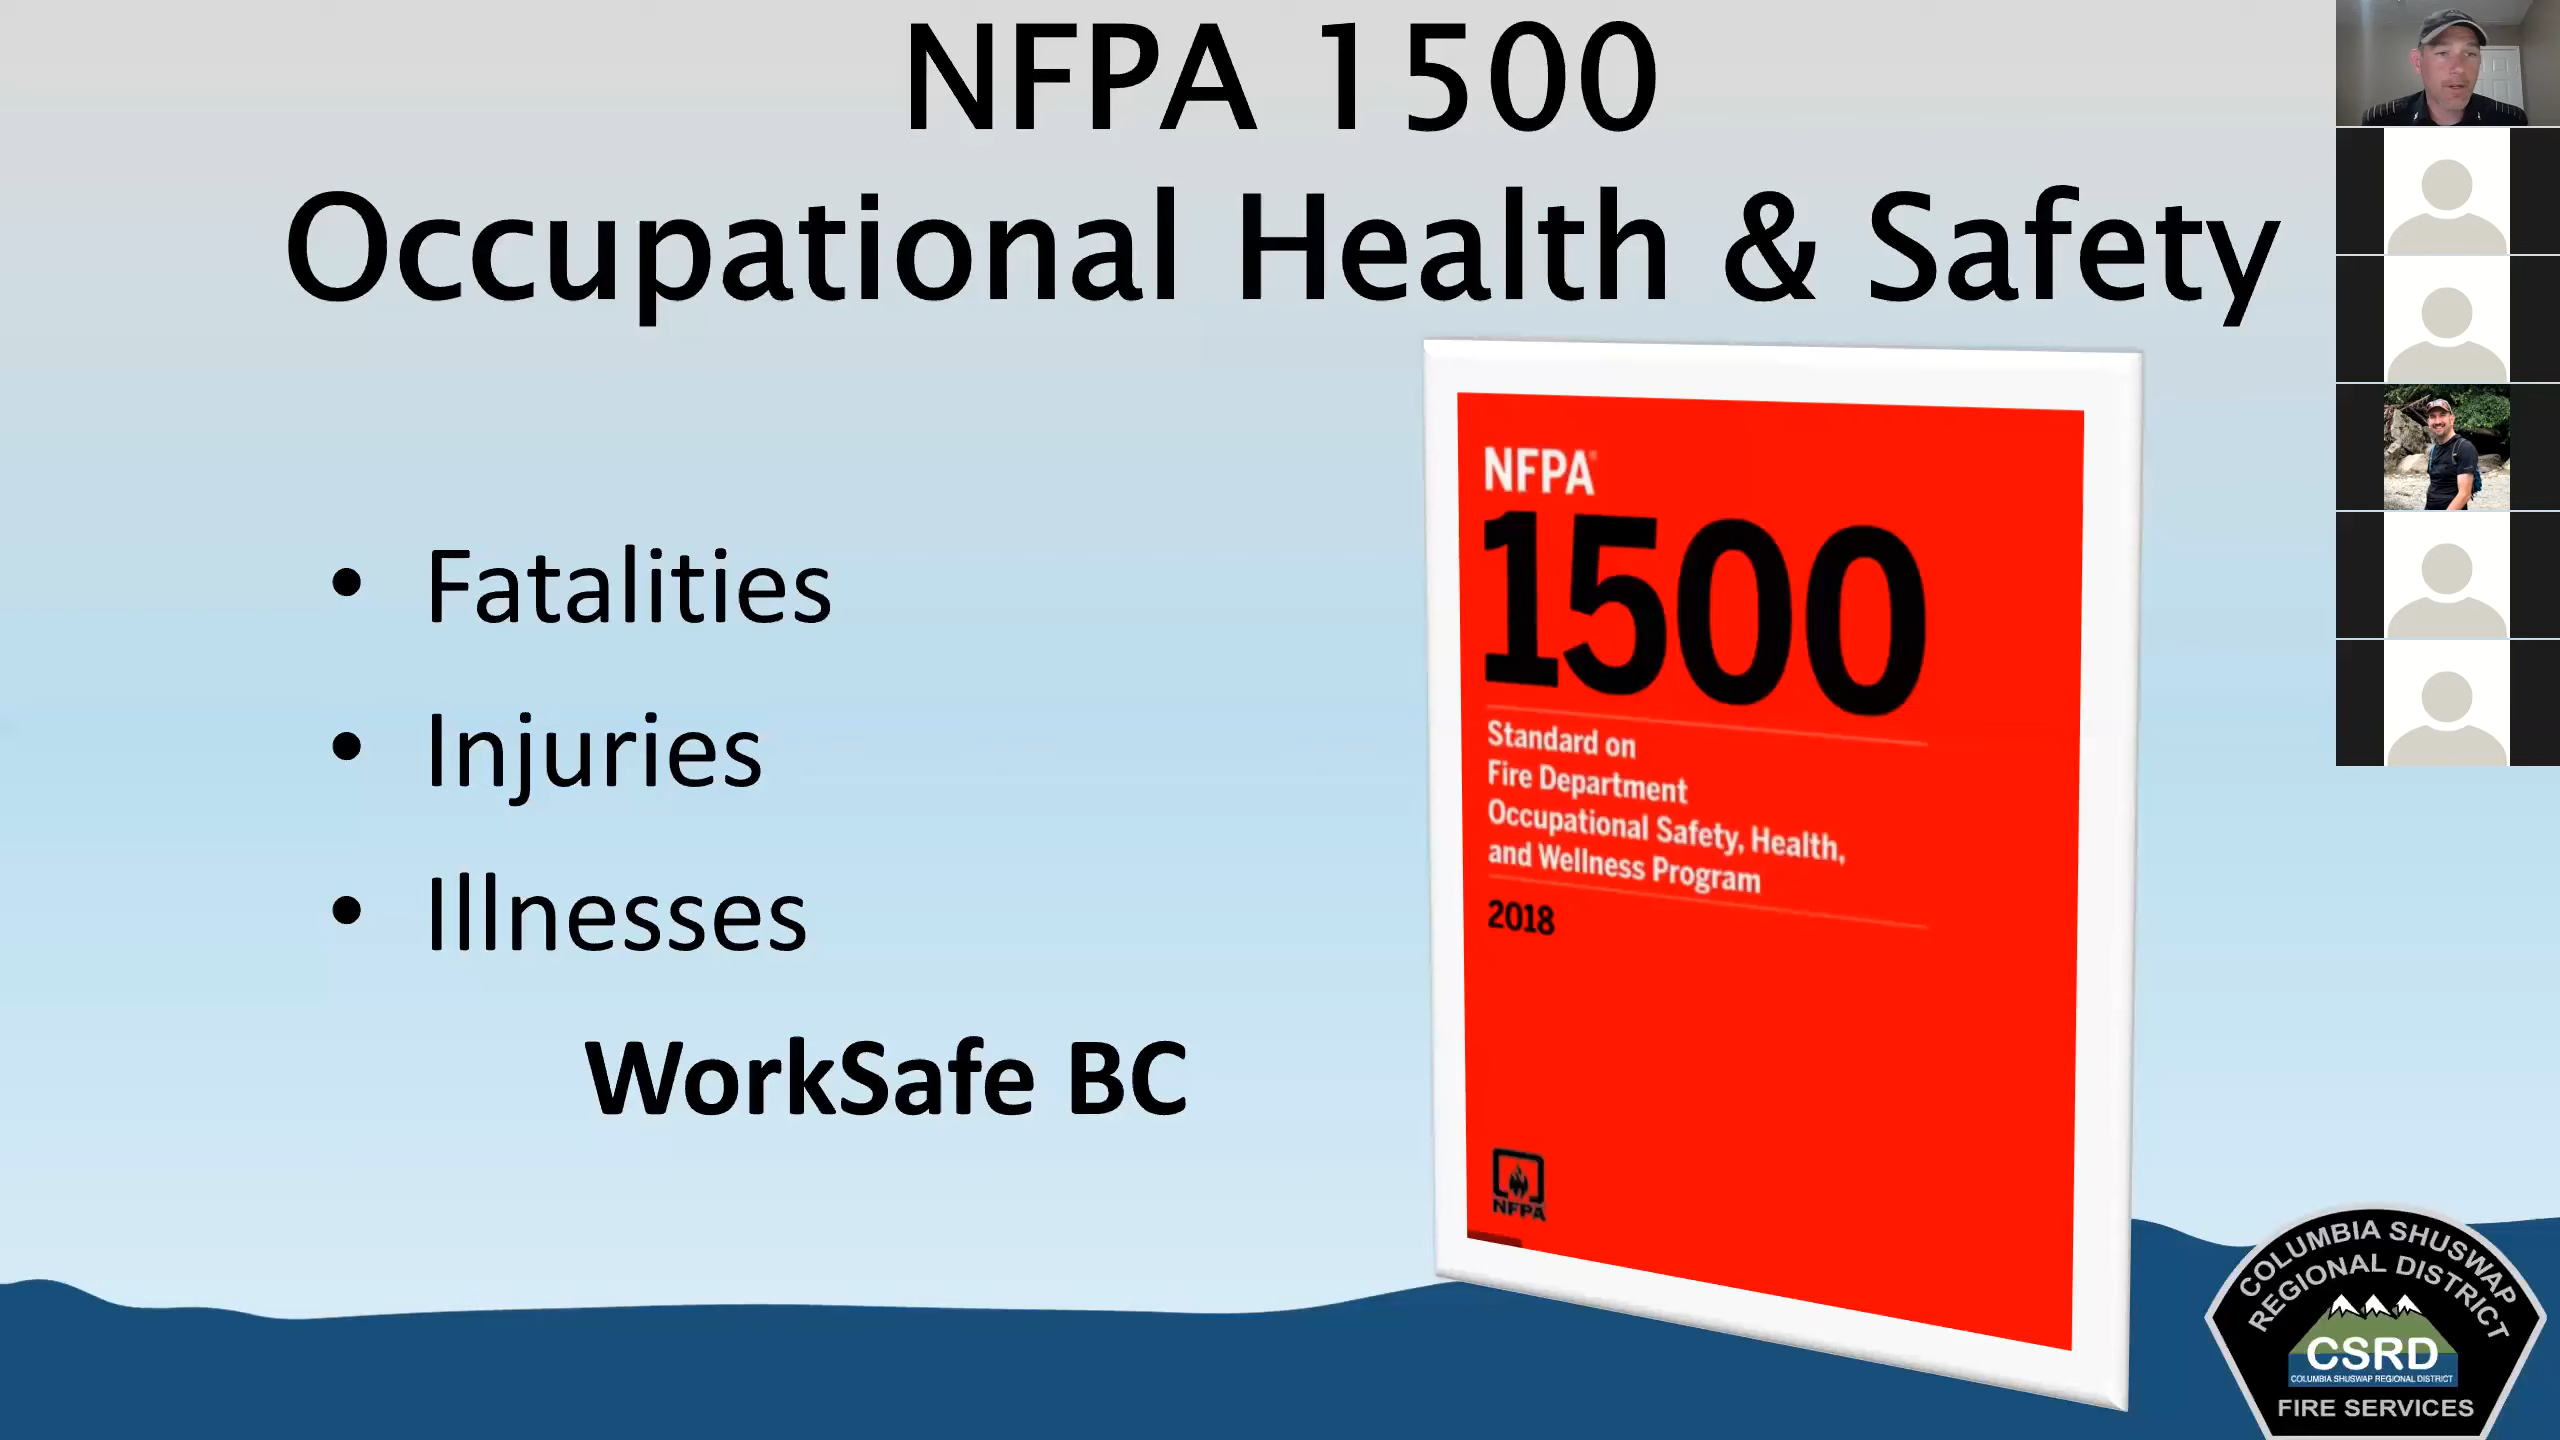 NFPA 1500
Occupational Health & Safety
• Fatalities
• Injuries
• Illnesses
WorkSafe BC
NFPA
1500
Standard on
Fire Department
Occupational Safety, Health,
and Wellness Program
2018
NFPA
COLUMBIA SHUSWAP
REGIONAL DISTRICT
CSRD
COLUMBIA SHUSWAP REGIONAL DISTRICT
FIRE SERVICES